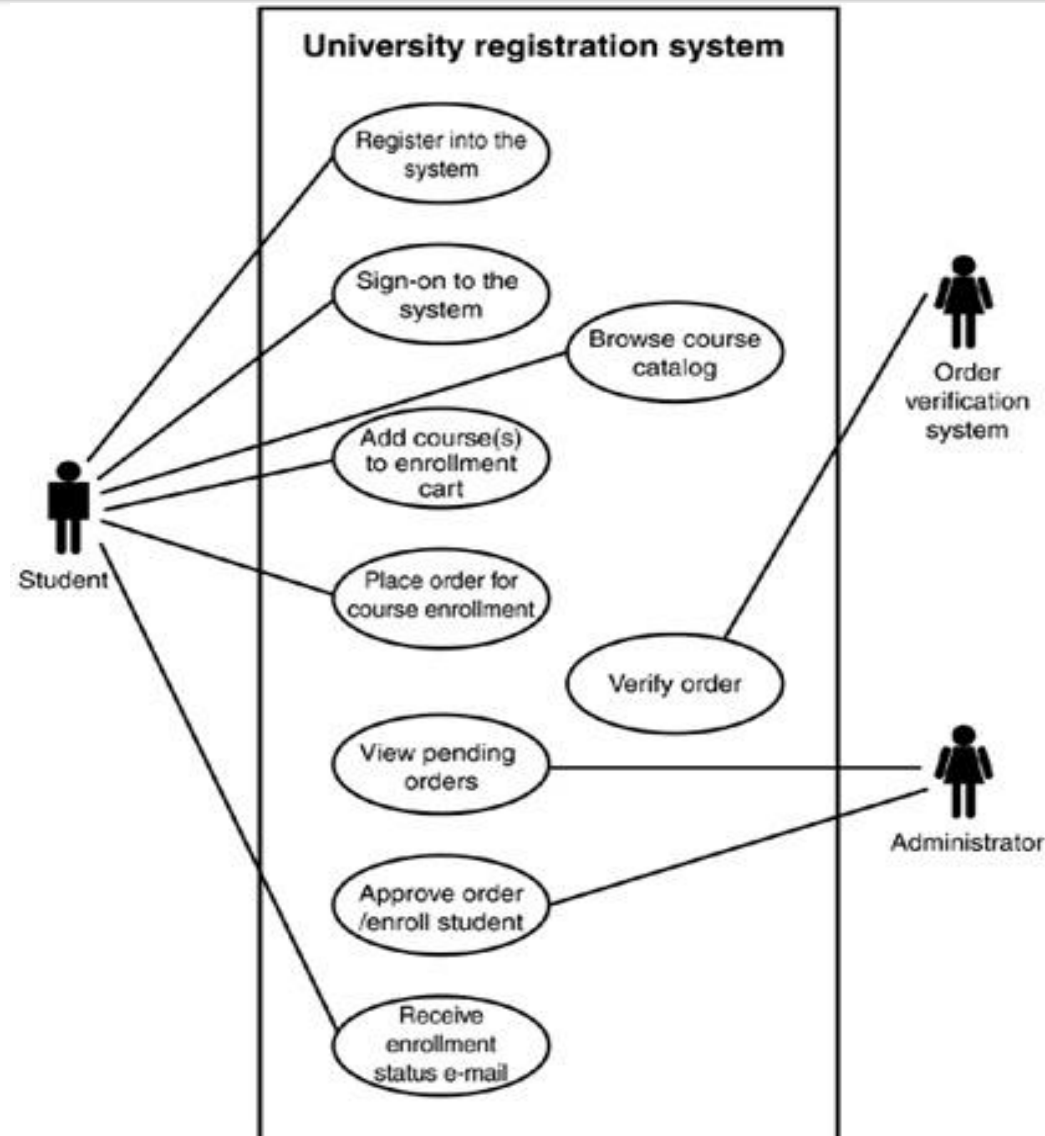 University registration system
Register into the
system
Sign-on to the
system
Browse course
catalog
Order
verification
system
Add course(s)
to enrollment
cart
Student
Place order for
course enrollment
Verify order
View pending
orders
Administrator
Approve order
/enroll student
Receive
enrollment
status e-mail